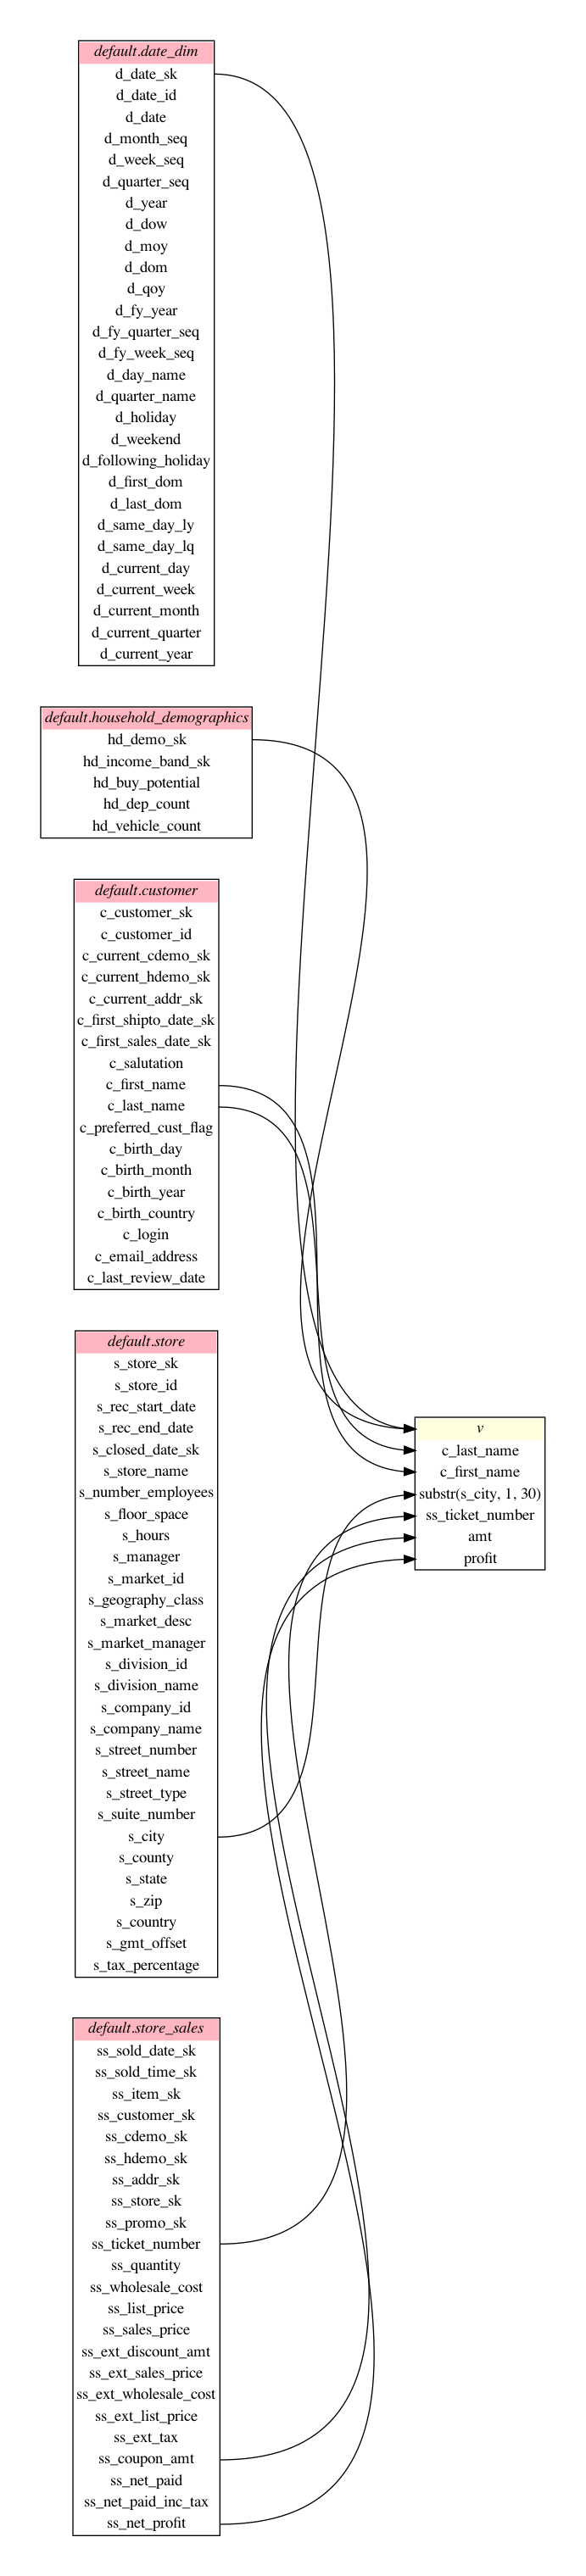 default.date_dim
d_date_sk
d_date_id
d_date
d_month_seq
d_week_seq
d_quarter_seq
d_year
d_dow
d_moy
d_dom
d_qoy
d_fy_year
d_fy_quarter_seq
d_fy_week_seq
d_day_name
d_quarter_name
d_holiday
d_weekend
d_following_holiday
d_first_dom
d_last_dom
d_same_day_ly
d_same_day_lq
d_current_day
d_current_week
d_current_month
d_current_quarter
d_current_year
default.household_demographics
hd_demo_sk
hd_income_band_sk
hd_buy_potential
hd_dep_count
hd_vehicle_count
default.customer
c_customer_sk
c_customer_id
c_current_cdemo_sk
c_current_hdemo_sk
c_current_addr_sk
c_first_shipto_date_sk
c_first_sales_date_sk
c_salutation
c_first_name
c_last_name
c_preferred_cust_flag
c_birth_day
c_birth_month
c_birth_year
c_birth_country
c_login
c_email_address
c_last_review_date
default.store
s_store_sk
s_store_id
s_rec_start_date
s_rec_end_date
s_closed_date_sk
s_store_name
s_number_employees
s_floor_space
s_hours
s_manager
s_market_id
s_geography_class
s_market_desc
s_market_manager
s_division_id
s_division_name
s_company_id
s_company_name
s_street_number
s_street_name
s_street_type
s_suite_number
s_city
s_county
s_state
s_zip
s_country
s_gmt_offset
s_tax_percentage
default.store_sales
ss_sold_date_sk
ss_sold_time_sk
ss_item_sk
ss_customer_sk
ss_cdemo_sk
ss_hdemo_sk
ss_addr_sk
ss_store_sk
ss_promo_sk
ss_ticket_number
ss_quantity
ss_wholesale_cost
ss_list_price
ss_sales_price
ss_ext_discount_amt
ss_ext_sales_price
ss_ext_wholesale_cost
ss_ext_list_price
ss_ext_tax
ss_coupon_amt
ss_net_paid
ss_net_paid_inc_tax
ss_net_profit
v
c_last_name
c_first_name
substr(s_city, 1, 30)
ss_ticket_number
amt
profit